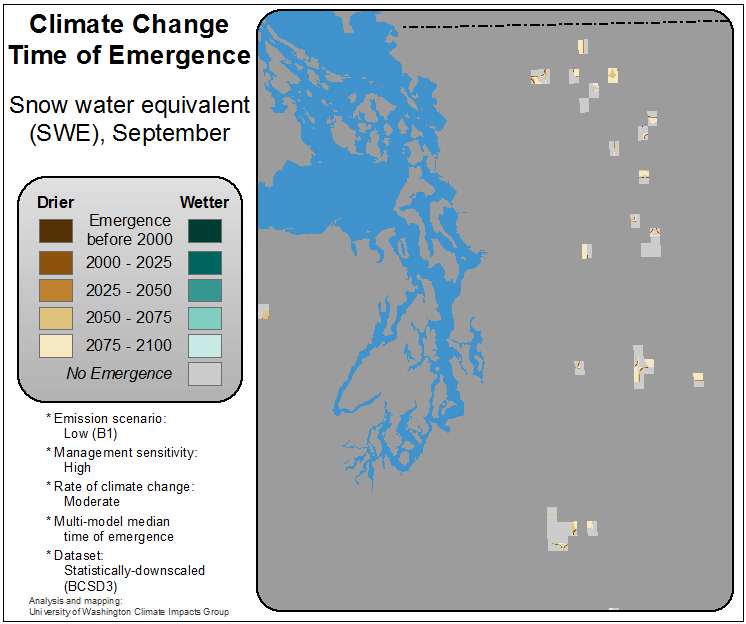 Climate Change
Time of Emergence
Snow water equivalent
(SWE), September
Drier Wetter
Emergence
before 2000
2000 - 2025
2025 - 2050
2050 - 2075
2075 - 2100
No Emergence
* Emission scenario:
Low (B1)
* Management sensitivity:
High
* Rate of climate change:
Moderate
* Multi-model median
time of emergence
* Dataset:
Statistically-downscaled
(BCSD3)
Analysis and mapping:
University of Washington Climate Impacts Group